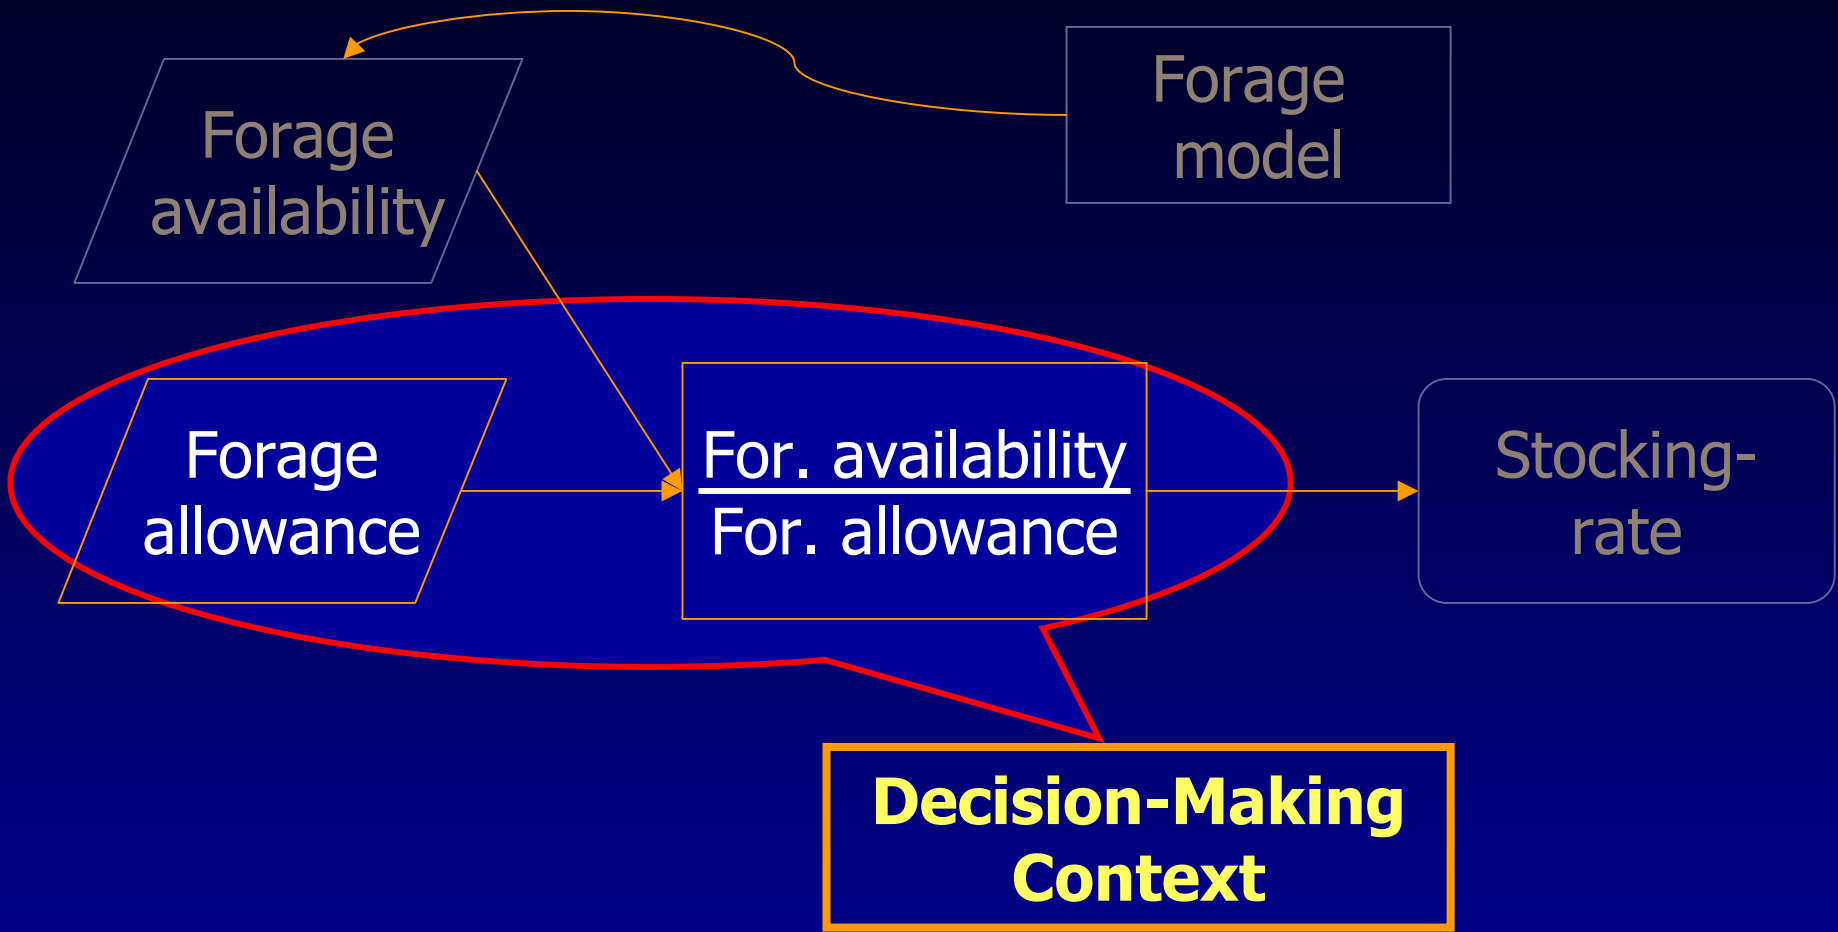 Forage
availability
Forage
model
Forage
allowance
For. availability
For. allowance
Stocking-
rate
Decision-Making
Context